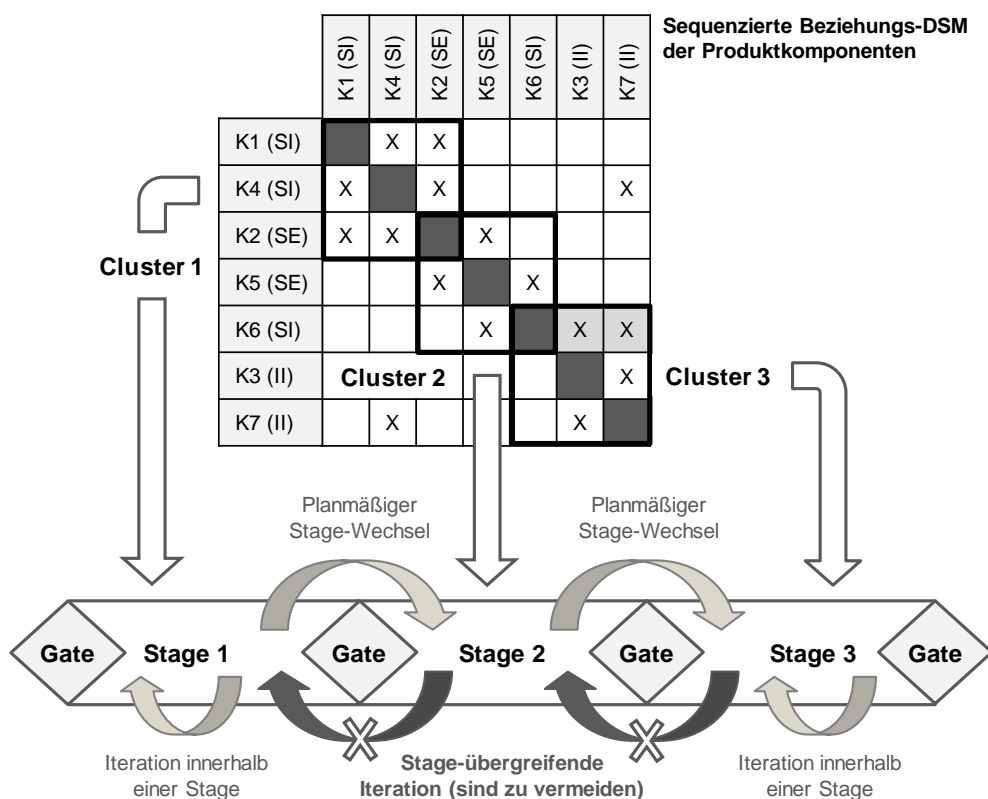 Sequenzierte Beziehungs-DSM
der Produktkomponenten
K1 (SI) K4 (SI) K2 (SE) K5 (SE) K6 (SI) K3 (II) K7 (II)
K1 (SI) X X
K4 (SI) X X X
K2 (SE) X X X
K5 (SE) X X
K6 (SI) X X X
K3 (II) X
K7 (II) X X
Cluster 1
Cluster 2
Cluster 3
Planmäßiger
Stage-Wechsel
Planmäßiger
Stage-Wechsel
Gate Stage 1 Gate Stage 2 Gate Stage 3 Gate
Iteration innerhalb
einer Stage
Stage-übergreifende
Iteration (sind zu vermeiden)
Iteration innerhalb
einer Stage